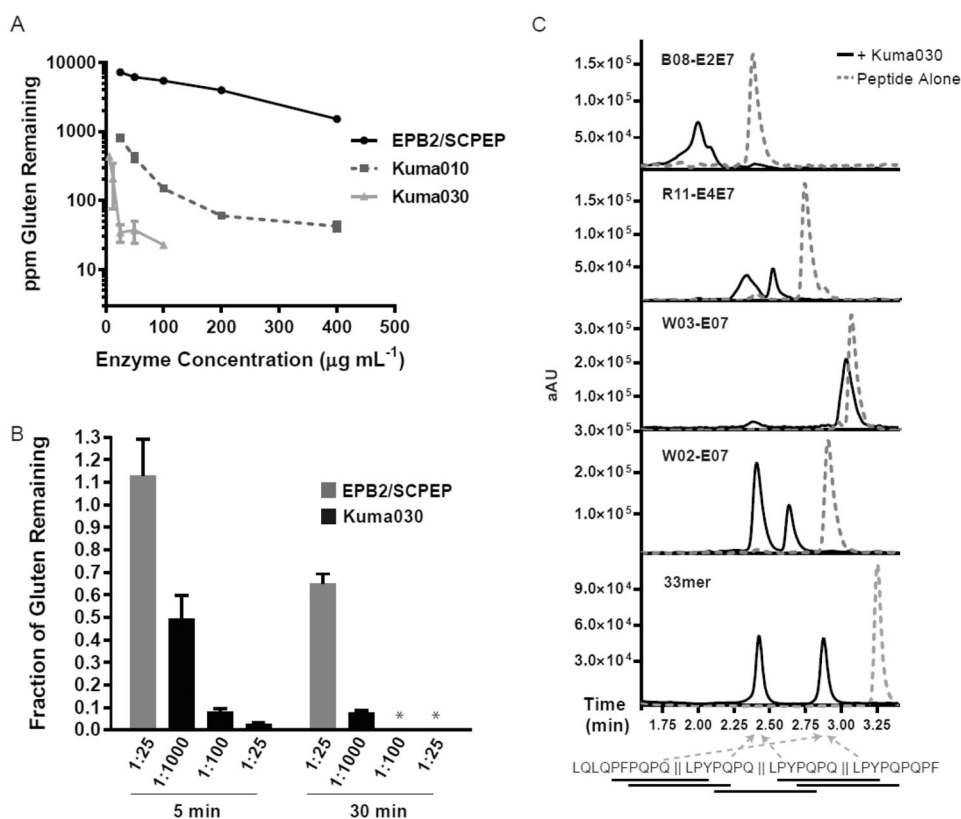 A
ppm Gluten Remaining
10000
1000
100
10
0 100 200 300 400 500
Enzyme Concentration (µg mL⁻¹)
EPB2/SCPEP
Kuma010
Kuma030
B
Fraction of Gluten Remaining
1.3
1.2
1.1
1.0
0.9
0.8
0.7
0.6
0.5
0.4
0.3
0.2
0.1
0.0
EPB2/SCPEP
Kuma030
* *
1:25 1:1000 1:100 1:25 1:25 1:1000 1:100 1:25
5 min 30 min
C
+ Kuma030
Peptide Alone
B08-E2E7
1.5×10⁵
1.0×10⁵
5.0×10⁴
R11-E4E7
1.5×10⁵
1.0×10⁵
5.0×10⁴
W03-E07
3.0×10⁵
2.0×10⁵
1.0×10⁵
aAU
3.0×10⁵
W02-E07
2.0×10⁵
1.0×10⁵
33mer
9.0×10⁴
6.0×10⁴
3.0×10⁴
Time
(min) 1.75 2.00 2.25 2.50 2.75 3.00 3.25
LQLQPFPQPQ || LPYPQPQ || LPYPQPQ || LPYPQPQPF